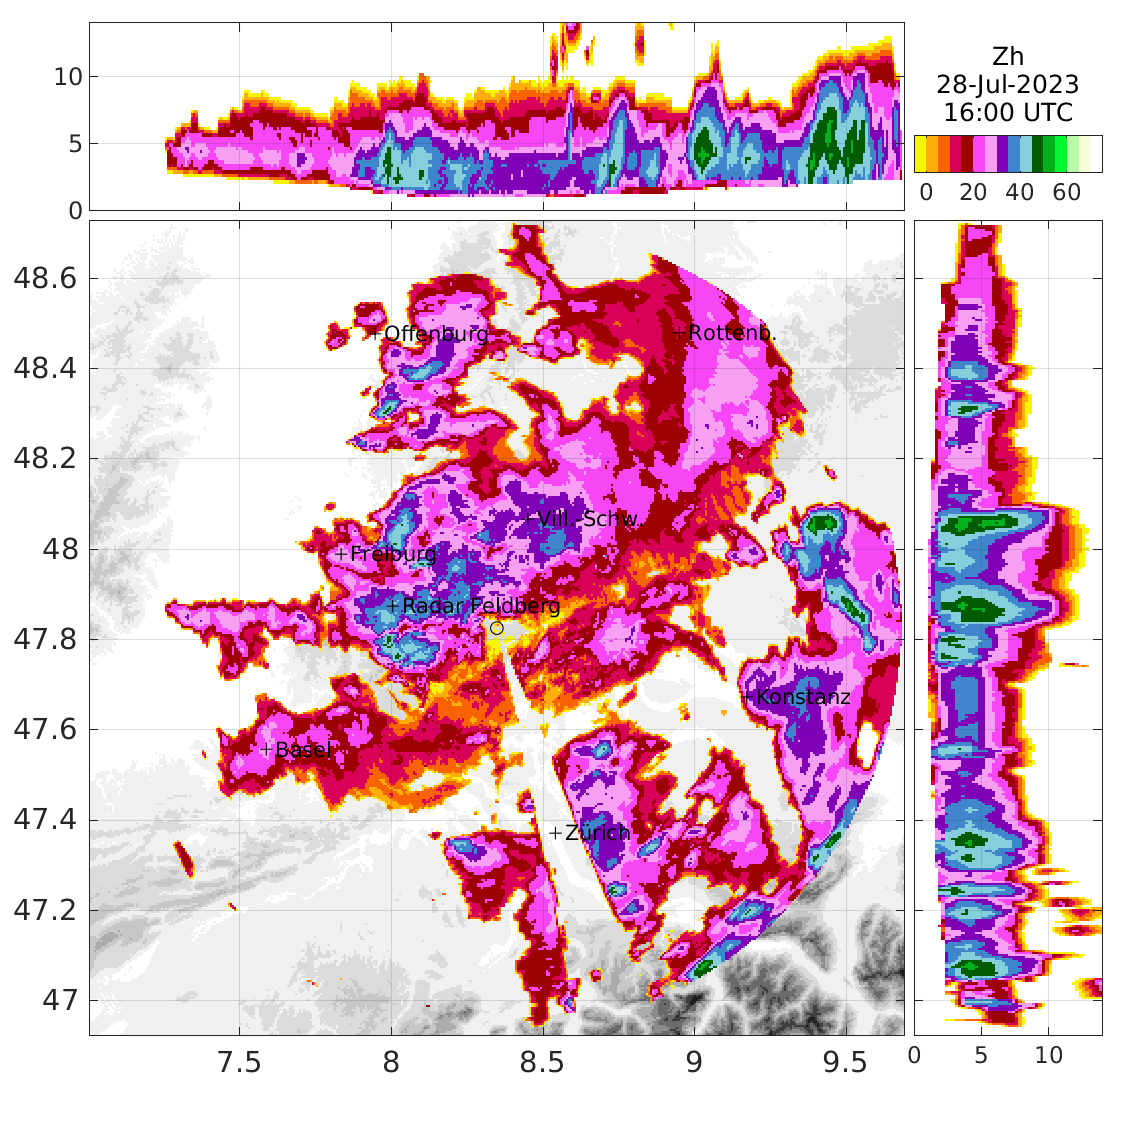 10
5
0
Zh
28-Jul-2023
16:00 UTC
0 20 40 60
48.6
48.4
48.2
48
47.8
47.6
47.4
47.2
47
+Offenburg
+Rottenb.
+Vill.-Schw.
+Freiburg
+Radar Feldberg
+Konstanz
+Basel
+Zürich
7.5 8 8.5 9 9.5
0 5 10